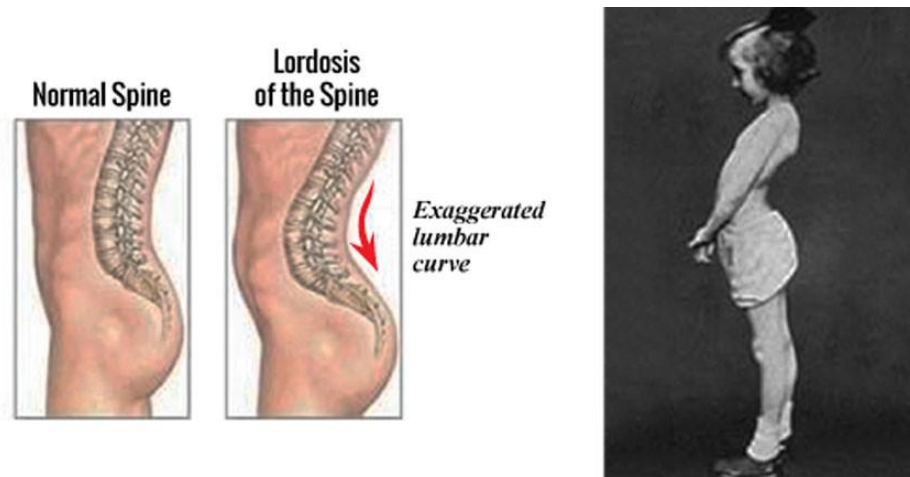 Normal Spine
Lordosis
of the Spine
Exaggerated
lumbar
curve